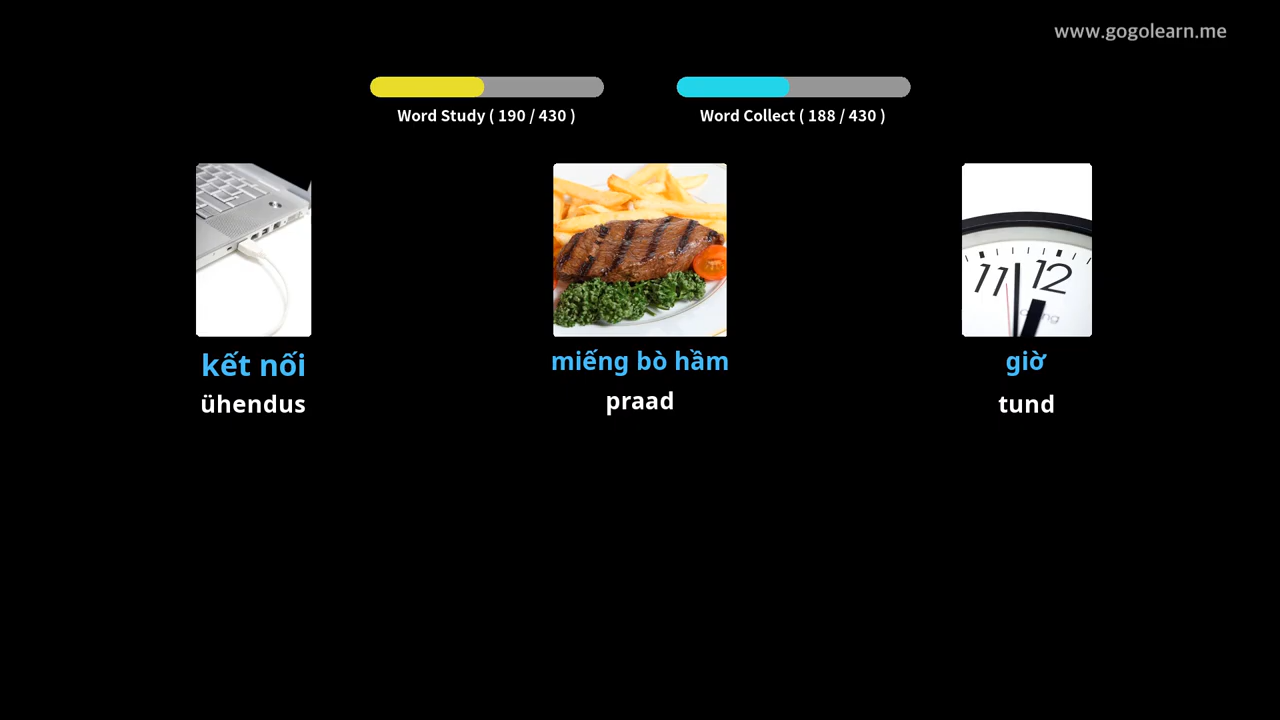 www.gogolearn.me
Word Study ( 190 / 430 )
Word Collect ( 188 / 430 )
11 12
kết nối
miếng bò hầm
giờ
ühendus
praad
tund